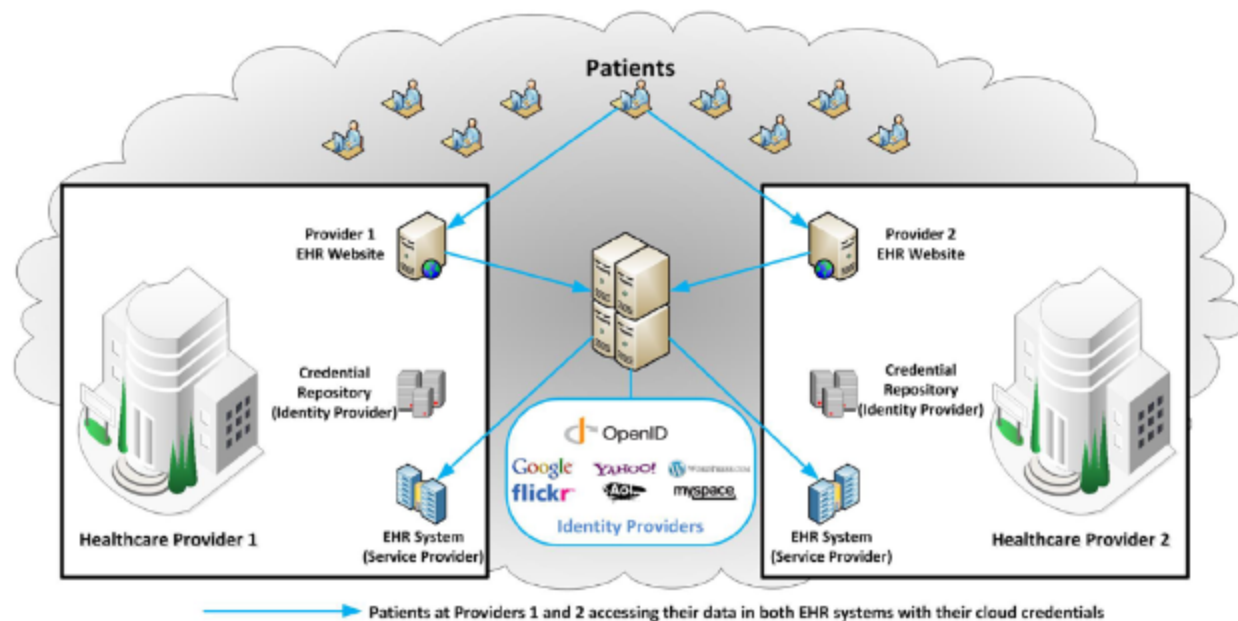 Patients
Provider 1
EHR Website
Provider 2
EHR Website
Credential
Repository
(Identity Provider)
Credential
Repository
(Identity Provider)
OpenID
Google YAHOO! WORDPRESS.COM
flickr AOL myspace
Identity Providers
Healthcare Provider 1
EHR System
(Service Provider)
EHR System
(Service Provider)
Healthcare Provider 2
Patients at Providers 1 and 2 accessing their data in both EHR systems with their cloud credentials